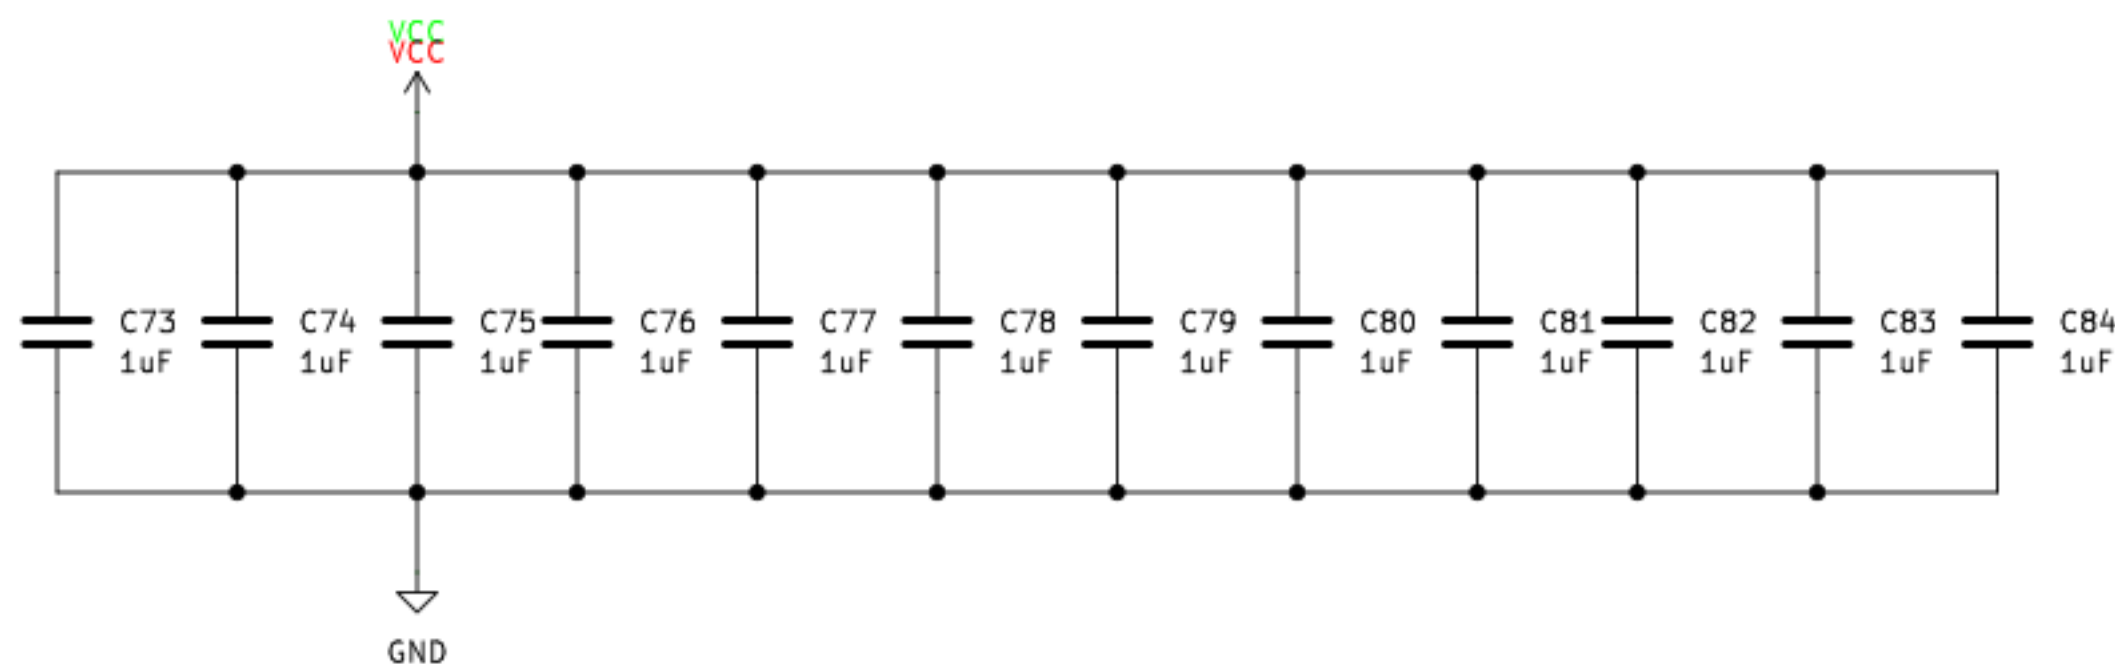 VCC
VCC
C73 C74 C75 C76 C77 C78 C79 C80 C81 C82 C83 C84
1uF 1uF 1uF 1uF 1uF 1uF 1uF 1uF 1uF 1uF 1uF 1uF
GND